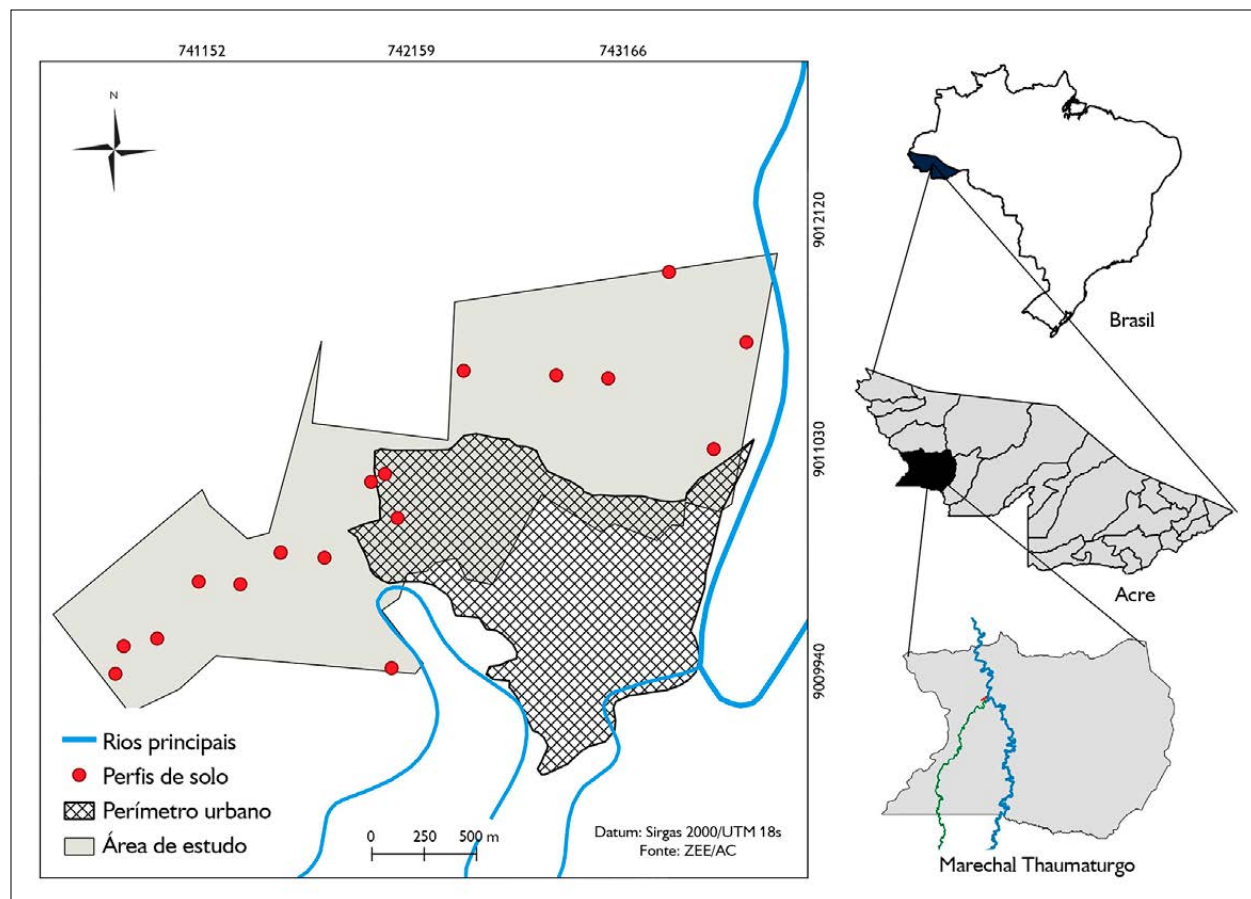 741152 742159 743166
N
9012120
9011030
9009940
Rios principais
Perfis de solo
Perímetro urbano
Área de estudo
0 250 500 m
Datum: Sirgas 2000/UTM 18s
Fonte: ZEE/AC
Brasil
Acre
Marechal Thaumaturgo